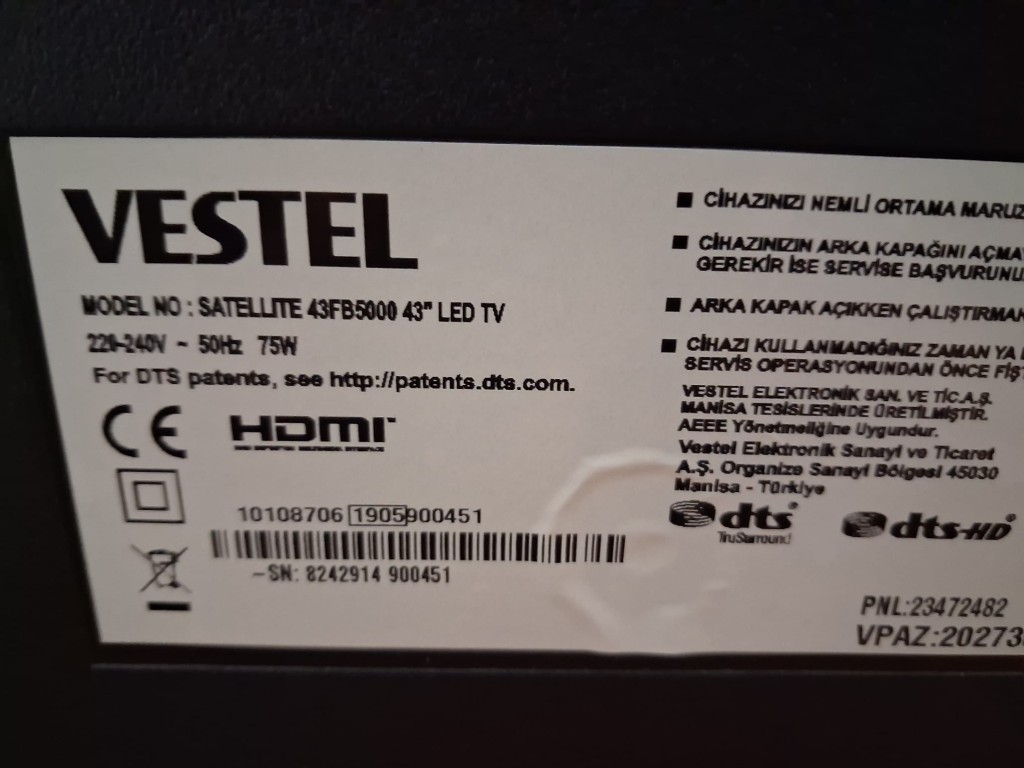 VESTEL
MODEL NO : SATELLITE 43FB5000 43" LED TV
220-240V ~ 50Hz 75W
For DTS patents, see http://patents.dts.com.
CE HDMI
10108706 1905 900451
-SN: 8242914 900451
■ CİHAZINIZI NEMLİ ORTAMA MARUZ
■ CİHAZINIZIN ARKA KAPAĞINI AÇMA
GEREKİR İSE SERVİSE BAŞVURUNU
■ ARKA KAPAK AÇIKKEN ÇALIŞTIRMA
■ CİHAZI KULLANMADIĞINIZ ZAMAN YA
SERVİS OPERASYONUNDAN ÖNCE FİŞ
VESTEL ELEKTRONİK SAN. VE TİC.A.Ş.
MANİSA TESİSLERİNDE ÜRETİLMİŞTİR.
AEEE Yönetmeliğine Uygundur.
Vestel Elektronik Sanayi ve Ticaret
A.Ş. Organize Sanayi Bölgesi 45030
Manisa - Türkiye
dts TruSurround
dts-HD
PNL:23472482
VPAZ:20273